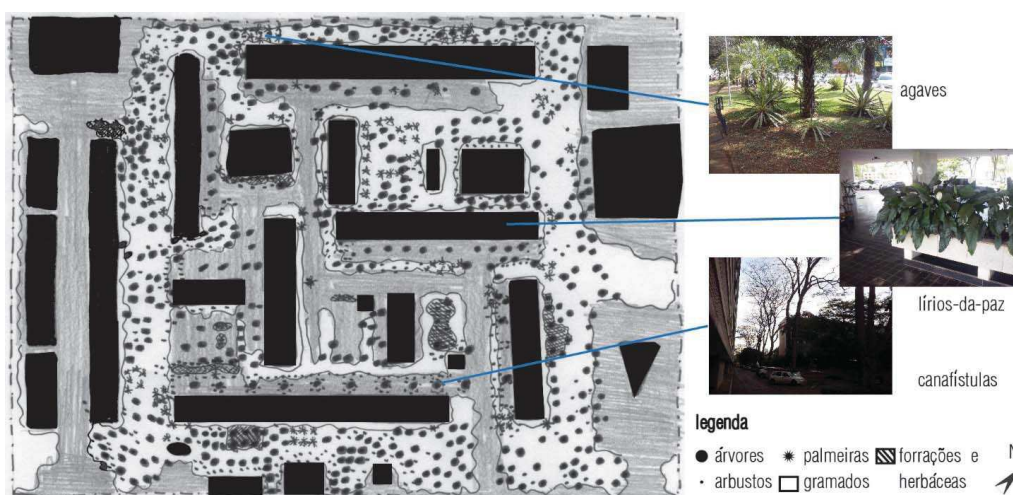 agaves
lírios-da-paz
canafístulas
legenda
árvores palmeiras forrações e
arbustos gramados herbáceas
N